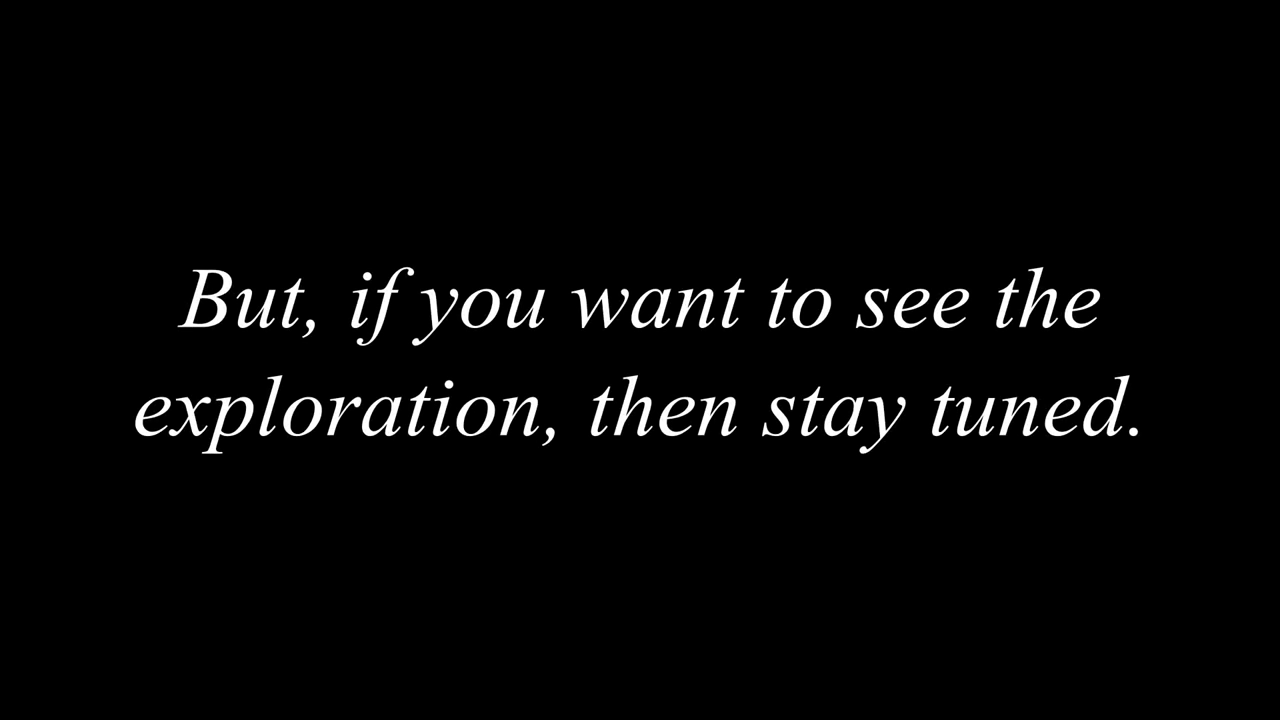 But, if you want to see the
exploration, then stay tuned.